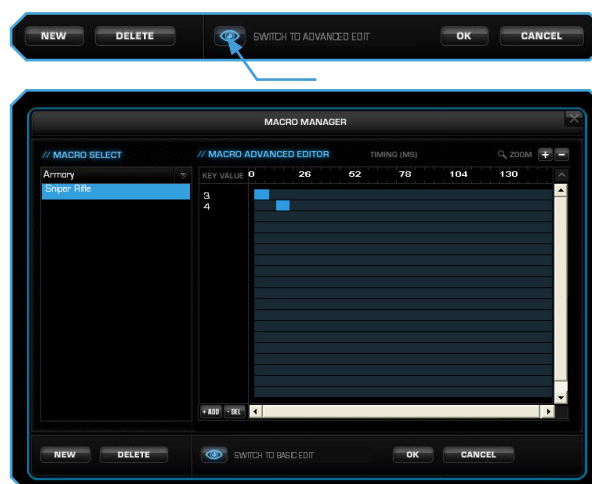 NEW DELETE SWITCH TO ADVANCED EDIT OK CANCEL
MACRO MANAGER
// MACRO SELECT // MACRO ADVANCED EDITOR TIMING (MS) ZOOM + -
Armory KEY VALUE 0 26 52 78 104 130
Sniper Rifle
3
4
+ ADD - DEL
NEW DELETE SWITCH TO BASIC EDIT OK CANCEL